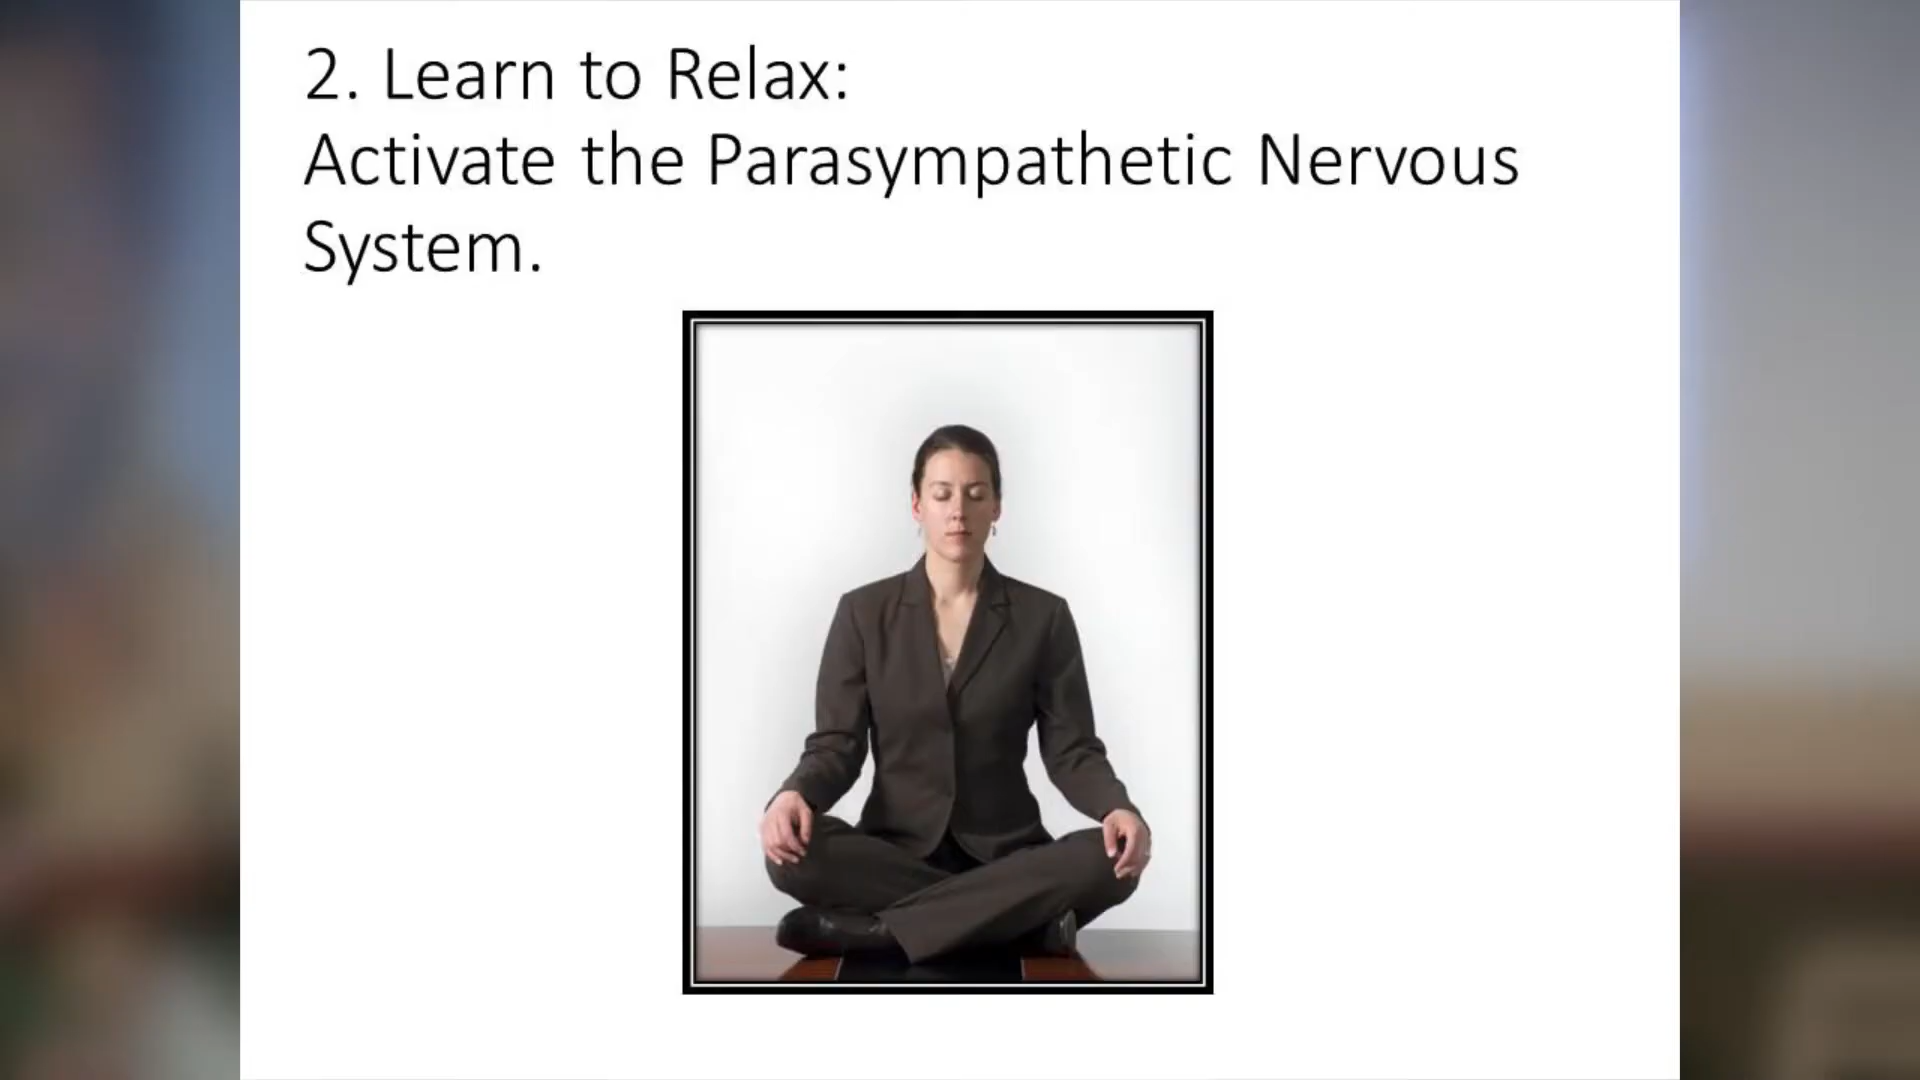 2. Learn to Relax:
Activate the Parasympathetic Nervous
System.